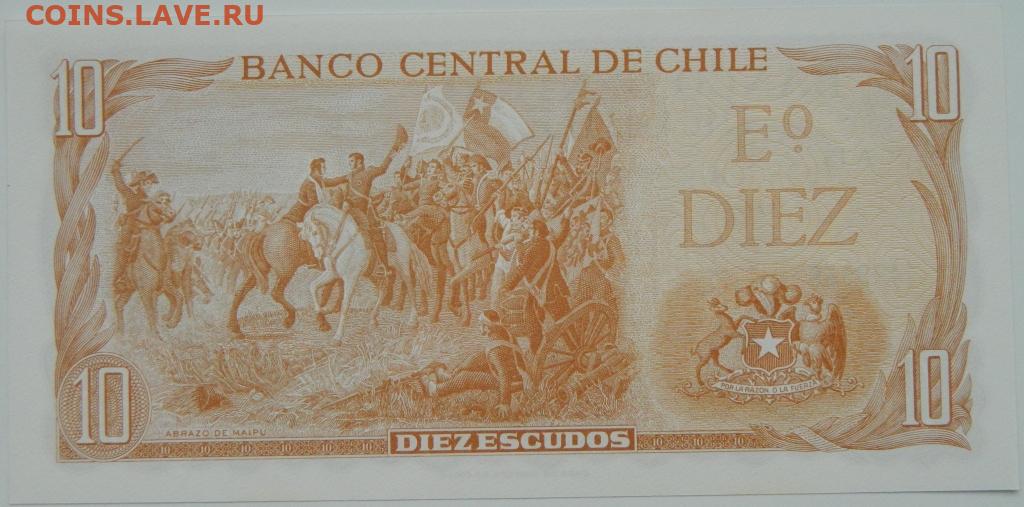 COINS.LAVE.RU
10 BANCO CENTRAL DE CHILE 10
Eº
DIEZ
POR LA RAZON O LA FUERZA
10 10
ABRAZO DE MAIPU
DIEZ ESCUDOS